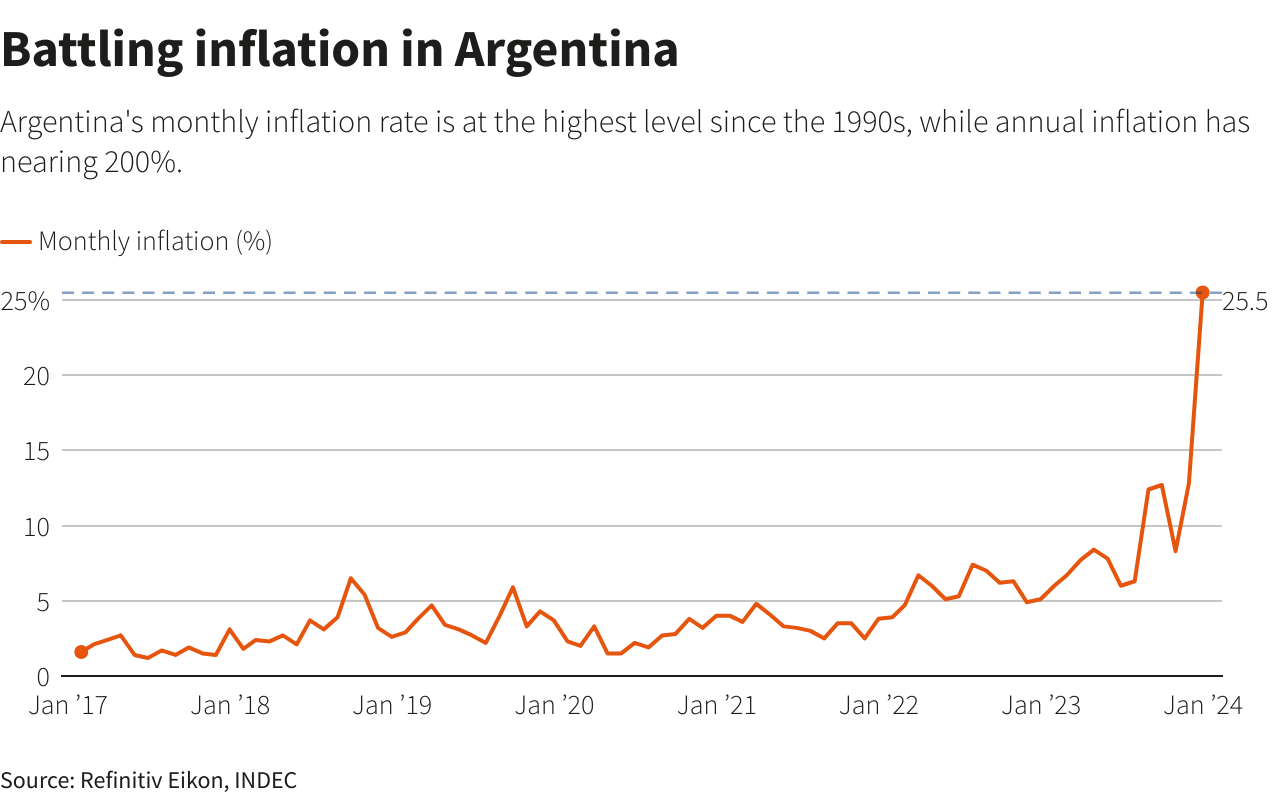 Battling inflation in Argentina
Argentina's monthly inflation rate is at the highest level since the 1990s, while annual inflation has
nearing 200%.
Monthly inflation (%)
25%
25.5
20
15
10
5
0
Jan ’17 Jan ’18 Jan ’19 Jan ’20 Jan ’21 Jan ’22 Jan ’23 Jan ’24
Source: Refinitiv Eikon, INDEC